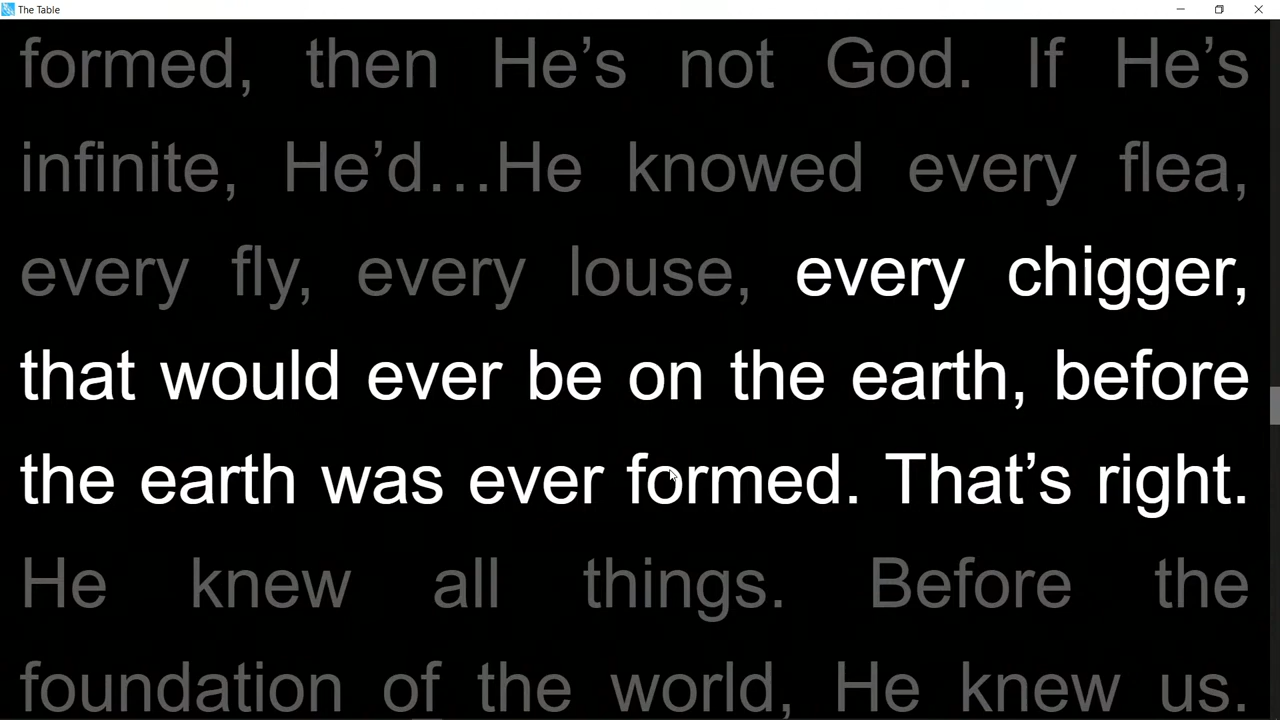 The Table
formed, then He’s not God. If He’s
infinite, He’d…He knowed every flea,
every fly, every louse, every chigger,
that would ever be on the earth, before
the earth was ever formed. That’s right.
He knew all things. Before the
foundation of the world, He knew us.